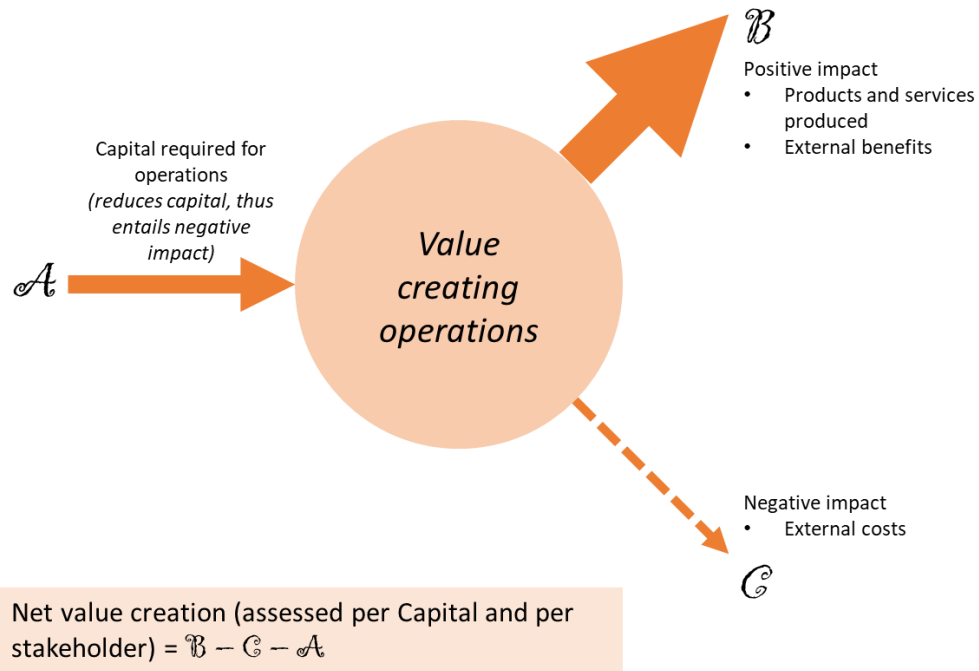 ℬ
Positive impact
• Products and services
produced
• External benefits
Capital required for
operations
(reduces capital, thus
entails negative
impact)
𝒜
Value
creating
operations
Negative impact
• External costs
𝒞
Net value creation (assessed per Capital and per
stakeholder) = ℬ – 𝒞 – 𝒜